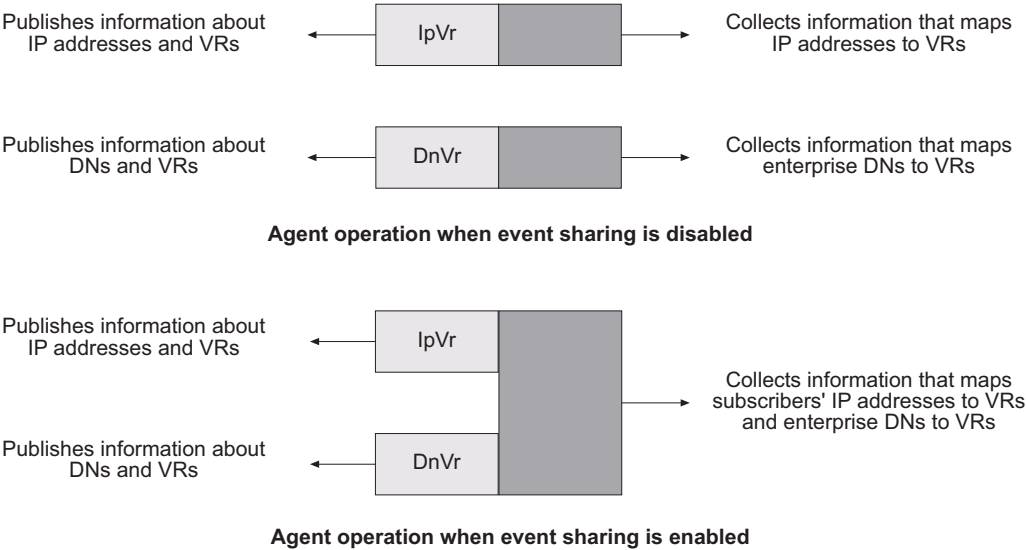 Publishes information about
IP addresses and VRs
IpVr
Collects information that maps
IP addresses to VRs
Publishes information about
DNs and VRs
DnVr
Collects information that maps
enterprise DNs to VRs
Agent operation when event sharing is disabled
Publishes information about
IP addresses and VRs
IpVr
Collects information that maps
subscribers' IP addresses to VRs
and enterprise DNs to VRs
Publishes information about
DNs and VRs
DnVr
Agent operation when event sharing is enabled